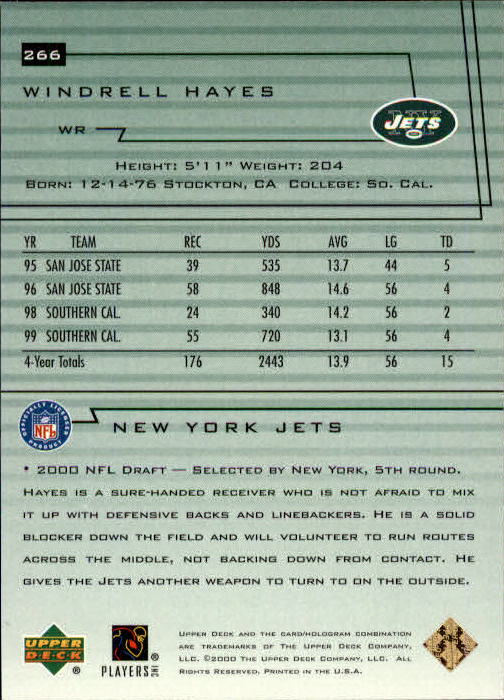 266
WINDRELL HAYES
JETS
WR
HEIGHT: 5'11" WEIGHT: 204
BORN: 12-14-76 STOCKTON, CA COLLEGE: SO. CAL.
YR TEAM REC YDS AVG LG TD
95 SAN JOSE STATE 39 535 13.7 44 5
96 SAN JOSE STATE 58 848 14.6 56 4
98 SOUTHERN CAL. 24 340 14.2 56 2
99 SOUTHERN CAL. 55 720 13.1 56 4
4-Year Totals 176 2443 13.9 56 15
OFFICIALLY LICENSED
NFL
PRODUCT
NEW YORK JETS
* 2000 NFL DRAFT — SELECTED BY NEW YORK, 5TH ROUND.
HAYES IS A SURE-HANDED RECEIVER WHO IS NOT AFRAID TO MIX
IT UP WITH DEFENSIVE BACKS AND LINEBACKERS. HE IS A SOLID
BLOCKER DOWN THE FIELD AND WILL VOLUNTEER TO RUN ROUTES
ACROSS THE MIDDLE, NOT BACKING DOWN FROM CONTACT. HE
GIVES THE JETS ANOTHER WEAPON TO TURN TO ON THE OUTSIDE.
UPPER
DECK
®
PLAYERS INC ®
UPPER DECK AND THE CARD/HOLOGRAM COMBINATION
ARE TRADEMARKS OF THE UPPER DECK COMPANY,
LLC. ©2000 THE UPPER DECK COMPANY, LLC. ALL
RIGHTS RESERVED. PRINTED IN THE U.S.A.